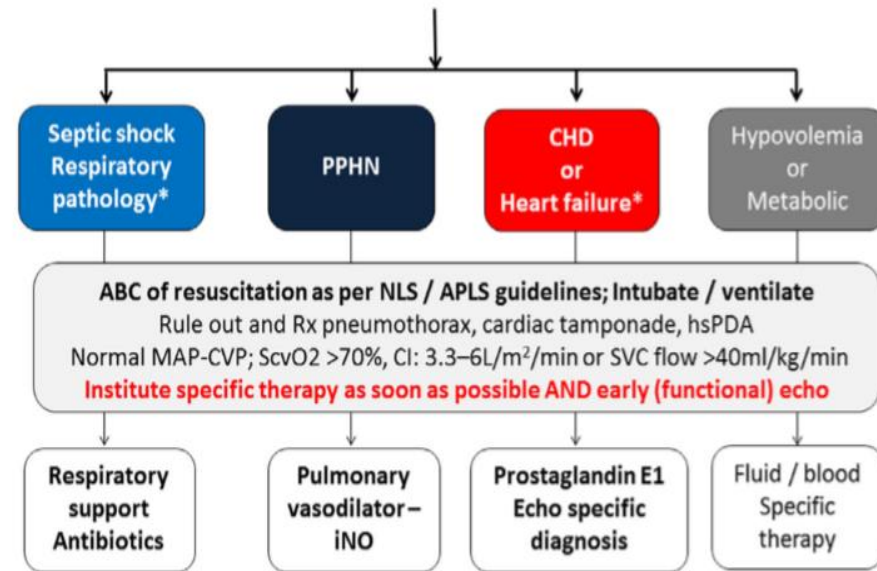 Septic shock
Respiratory
pathology*
PPHN
CHD
or
Heart failure*
Hypovolemia
or
Metabolic
ABC of resuscitation as per NLS / APLS guidelines; Intubate / ventilate
Rule out and Rx pneumothorax, cardiac tamponade, hsPDA
Normal MAP-CVP; ScvO2 >70%, CI: 3.3–6L/m²/min or SVC flow >40ml/kg/min
Institute specific therapy as soon as possible AND early (functional) echo
Respiratory
support
Antibiotics
Pulmonary
vasodilator–
iNO
Prostaglandin E1
Echo specific
diagnosis
Fluid / blood
Specific
therapy